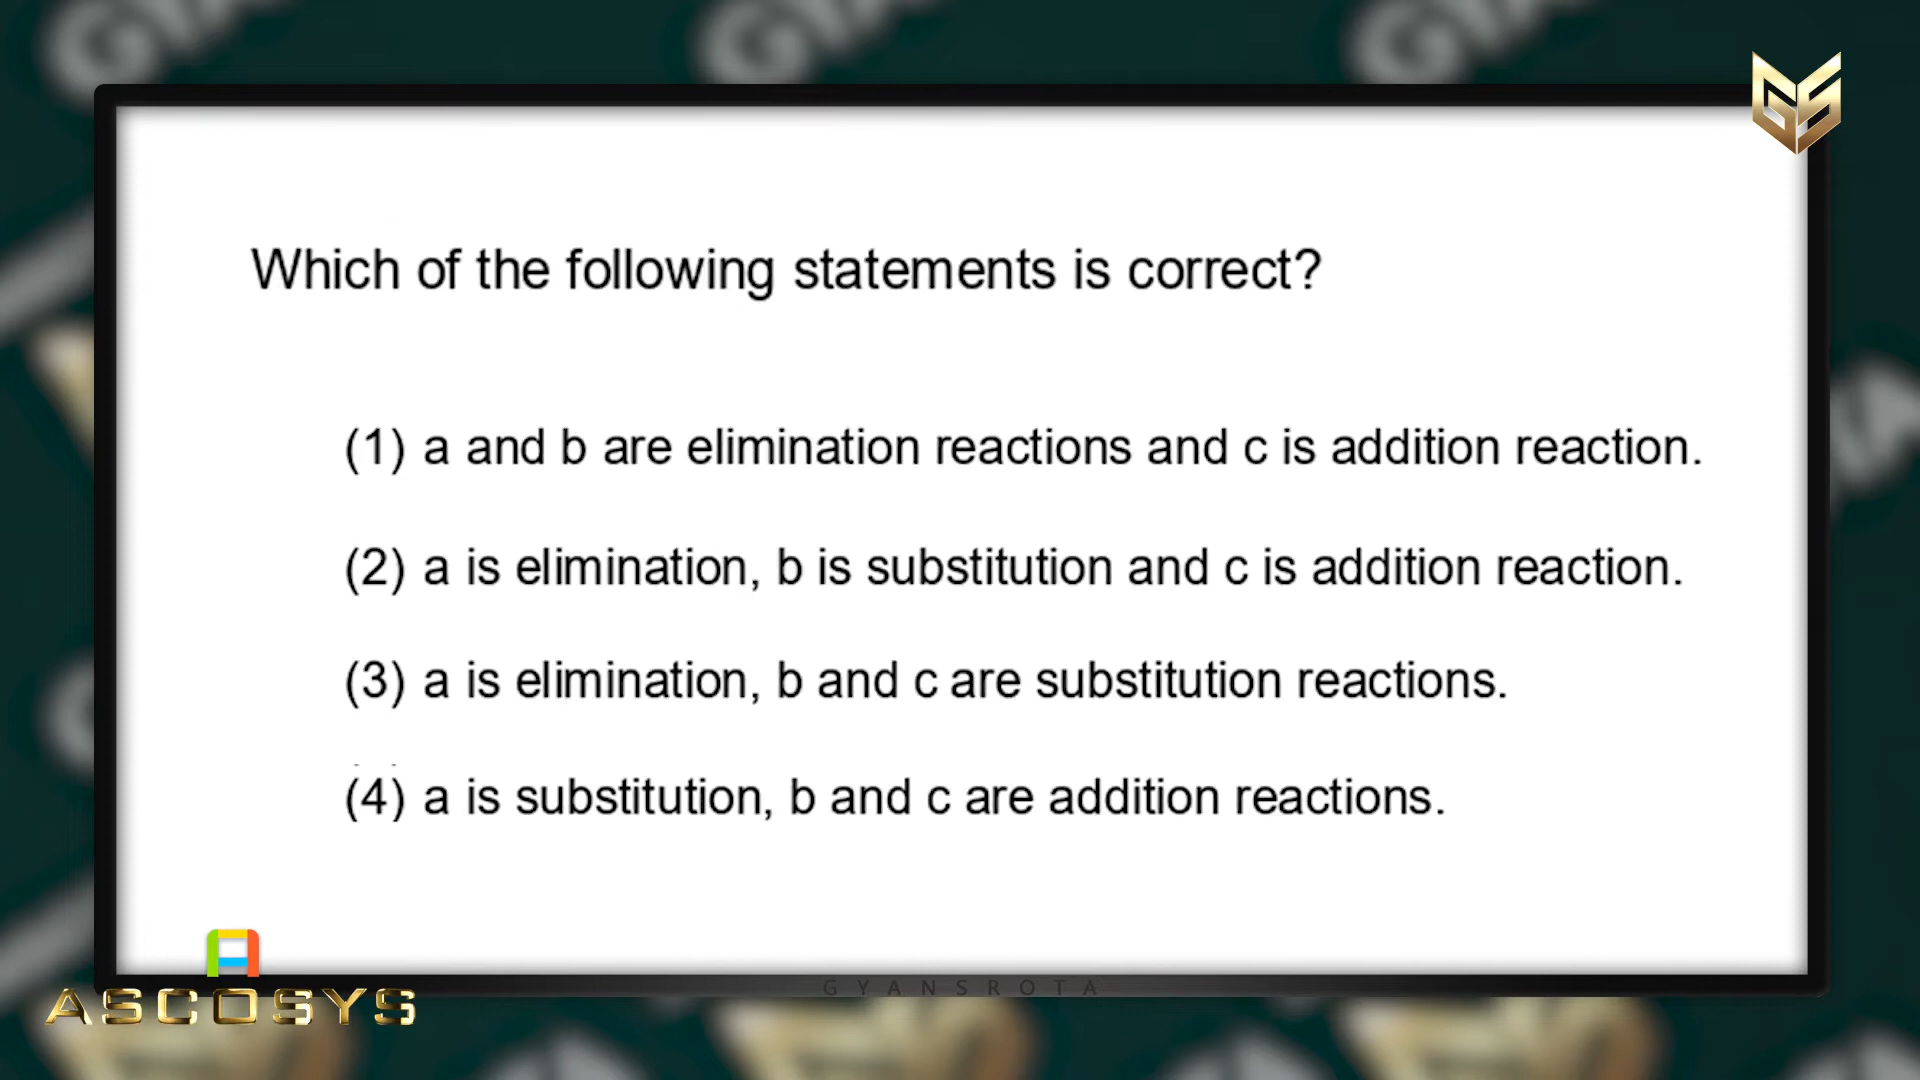 GS
Which of the following statements is correct?
(1) a and b are elimination reactions and c is addition reaction.
(2) a is elimination, b is substitution and c is addition reaction.
(3) a is elimination, b and c are substitution reactions.
(4) a is substitution, b and c are addition reactions.
GYANSROTA
ASCOSYS